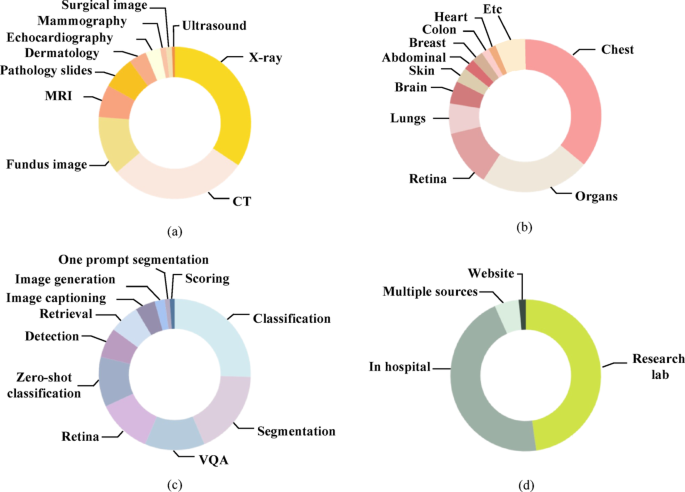 Surgical image
Mammography
Ultrasound
Echocardiography
Dermatology
X-ray
Pathology slides
MRI
Fundus image
CT
(a)
Etc
Heart
Colon
Breast
Chest
Abdominal
Skin
Brain
Lungs
Retina
Organs
(b)
One prompt segmentation
Image generation
Scoring
Image captioning
Retrieval
Classification
Detection
Zero-shot
classification
Retina
Segmentation
VQA
(c)
Website
Multiple sources
In hospital
Research
lab
(d)